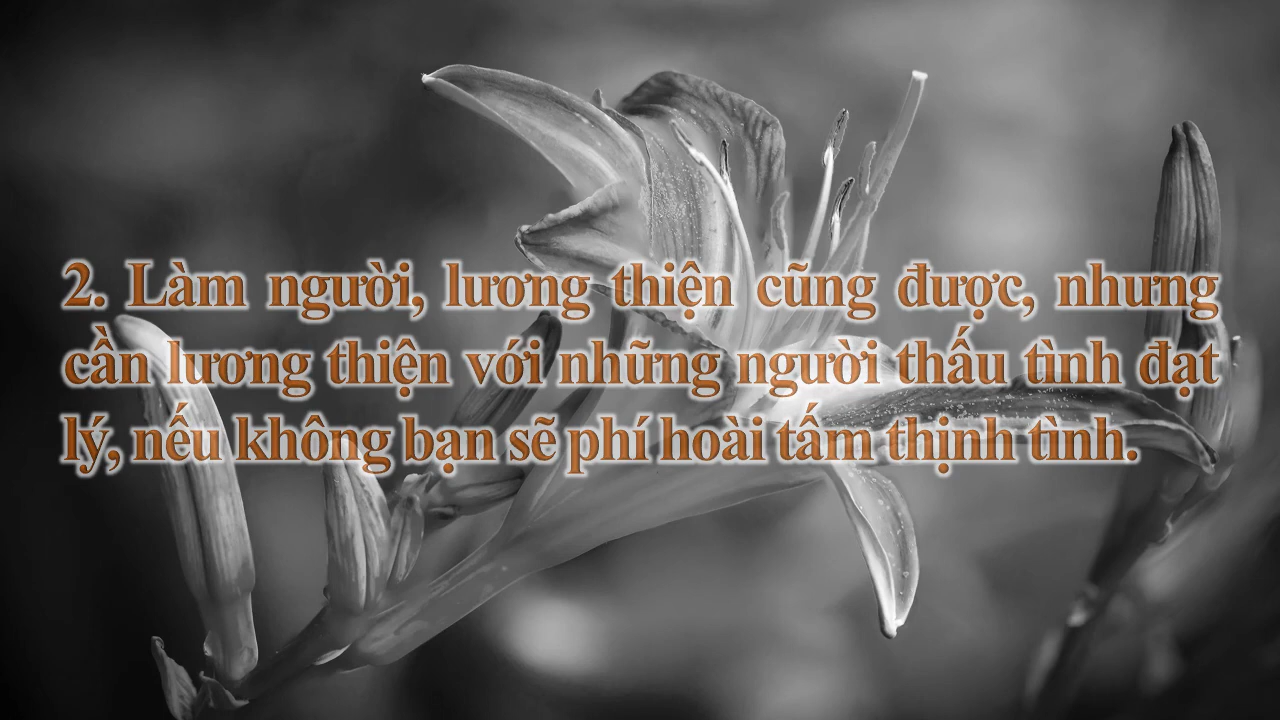 2. Làm người, lương thiện cũng được, nhưng
cần lương thiện với những người thấu tình đạt
lý, nếu không bạn sẽ phí hoài tấm thịnh tình.